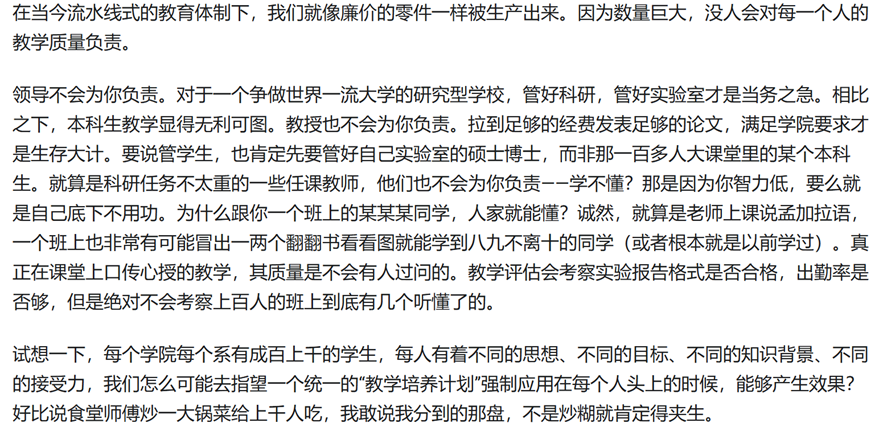 在当今流水线式的教育体制下，我们就像廉价的零件一样被生产出来。因为数量巨大，没人会对每一个人的
教学质量负责。
领导不会为你负责。对于一个争做世界一流大学的研究型学校，管好科研，管好实验室才是当务之急。相比
之下，本科生教学显得无利可图。教授也不会为你负责。拉到足够的经费发表足够的论文，满足学院要求才
是生存大计。要说管学生，也肯定先要管好自己实验室的硕士博士，而非那一百多人大课堂里的某个本科
生。就算是科研任务不太重的一些任课教师，他们也不会为你负责——学不懂？那是因为你智力低，要么就
是自己底下不用功。为什么跟你一个班上的某某某同学，人家就能懂？诚然，就算是老师上课说孟加拉语，
一个班上也非常有可能冒出一两个翻翻书看看图就能学到八九不离十的同学（或者根本就是以前学过）。真
正在课堂上口传心授的教学，其质量是不会有人过问的。教学评估会考察实验报告格式是否合格，出勤率是
否够，但是绝对不会考察上百人的班上到底有几个听懂了的。
试想一下，每个学院每个系有成百上千的学生，每人有着不同的思想、不同的目标、不同的知识背景、不同
的接受力，我们怎么可能去指望一个统一的“教学培养计划”强制应用在每个人头上的时候，能够产生效果？
好比说食堂师傅炒一大锅菜给上千人吃，我敢说我分到的那盘，不是炒糊就肯定得夹生。